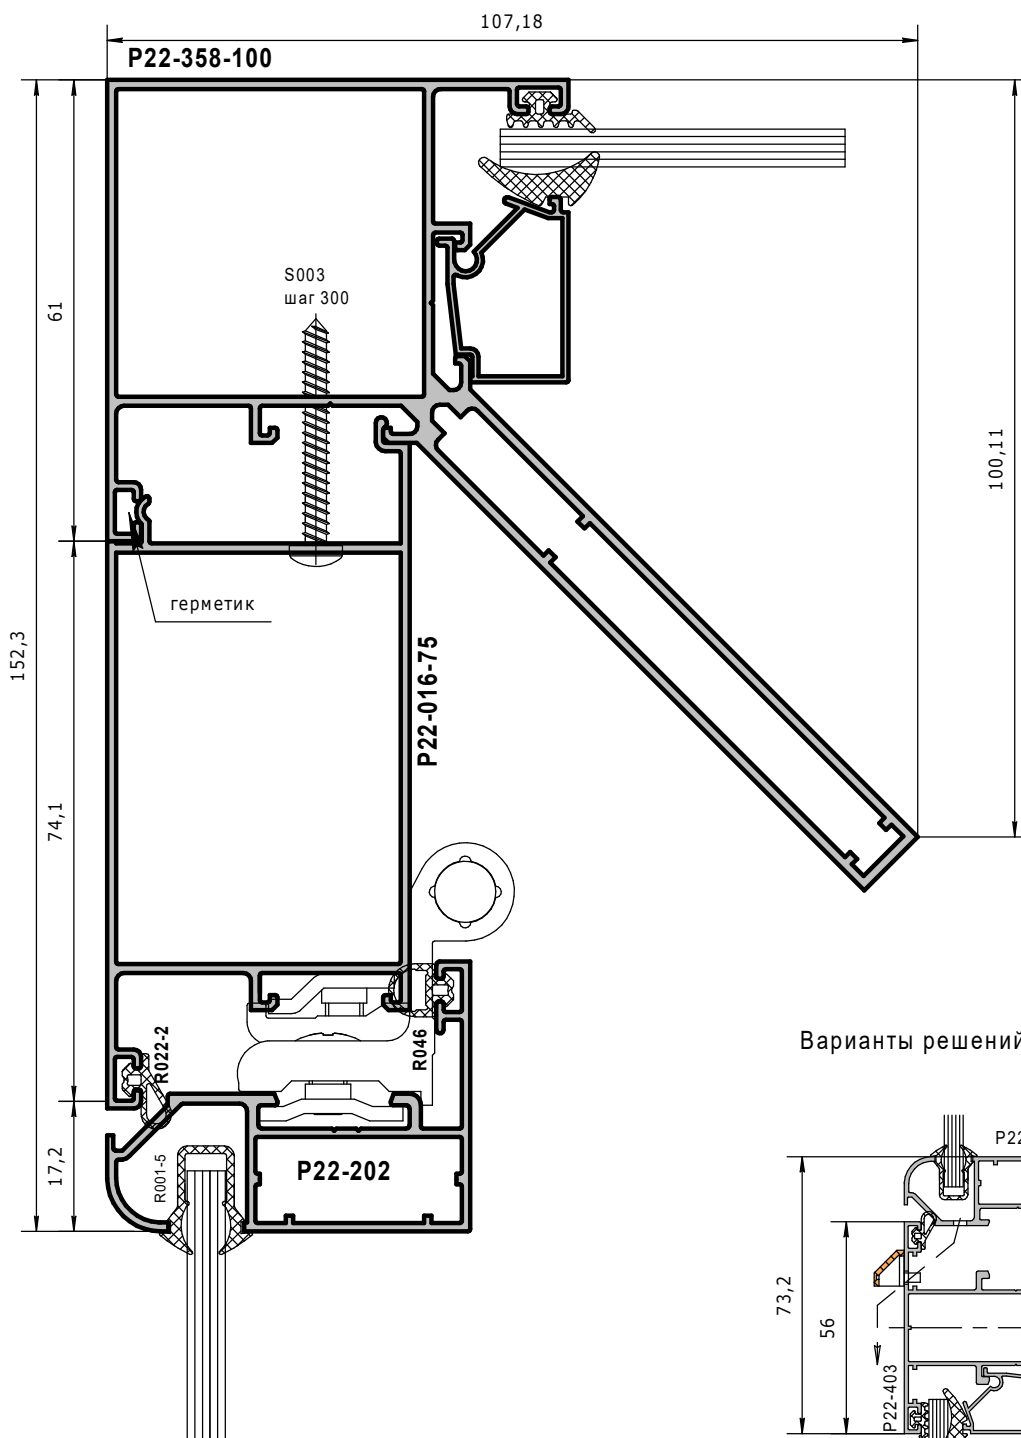 107,18
P22-358-100
S003
шаг 300
61
100,11
герметик
152,3
P22-016-75
74,1
R022-2
R046
Варианты решений
17,2
R001-5
P22-202
P22
73,2
56
P22-403